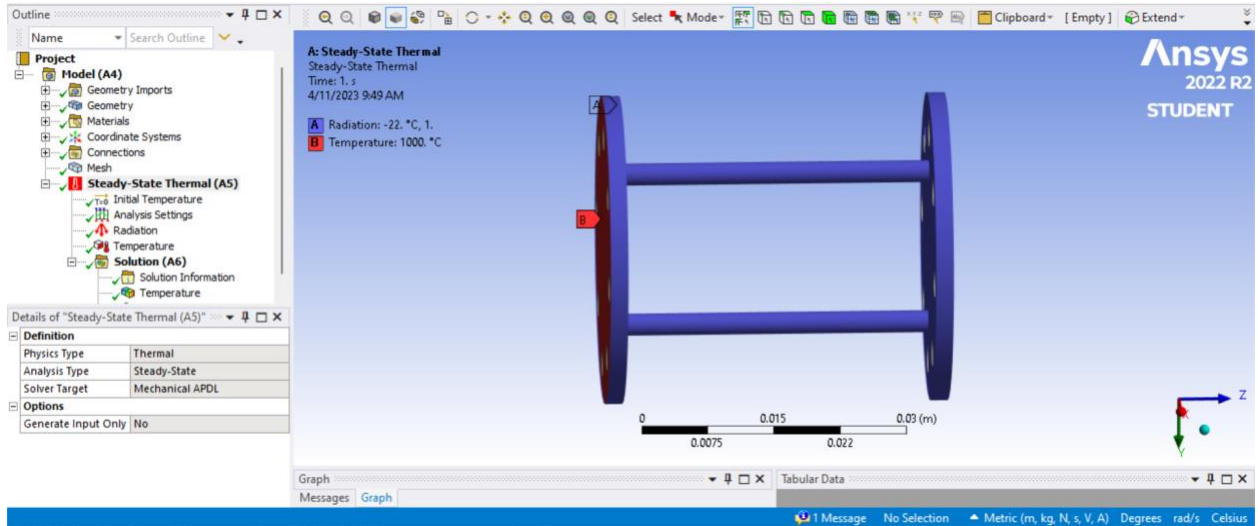 Outline
Name Search Outline
Project
Model (A4)
Geometry Imports
Geometry
Materials
Coordinate Systems
Connections
Mesh
Steady-State Thermal (A5)
T=0 Initial Temperature
Analysis Settings
Radiation
Temperature
Solution (A6)
Solution Information
Temperature
Details of "Steady-State Thermal (A5)"
Definition
Physics Type Thermal
Analysis Type Steady-State
Solver Target Mechanical APDL
Options
Generate Input Only No
Select Mode Clipboard [Empty] Extend
A: Steady-State Thermal
Steady-State Thermal
Time: 1. s
4/11/2023 9:49 AM
A Radiation: -22. °C, 1.
B Temperature: 1000. °C
Ansys
2022 R2
STUDENT
A
B
0 0.015 0.03 (m)
0.0075 0.022
Z
X
Y
Graph
Messages Graph
Tabular Data
1 Message No Selection Metric (m, kg, N, s, V, A) Degrees rad/s Celsius